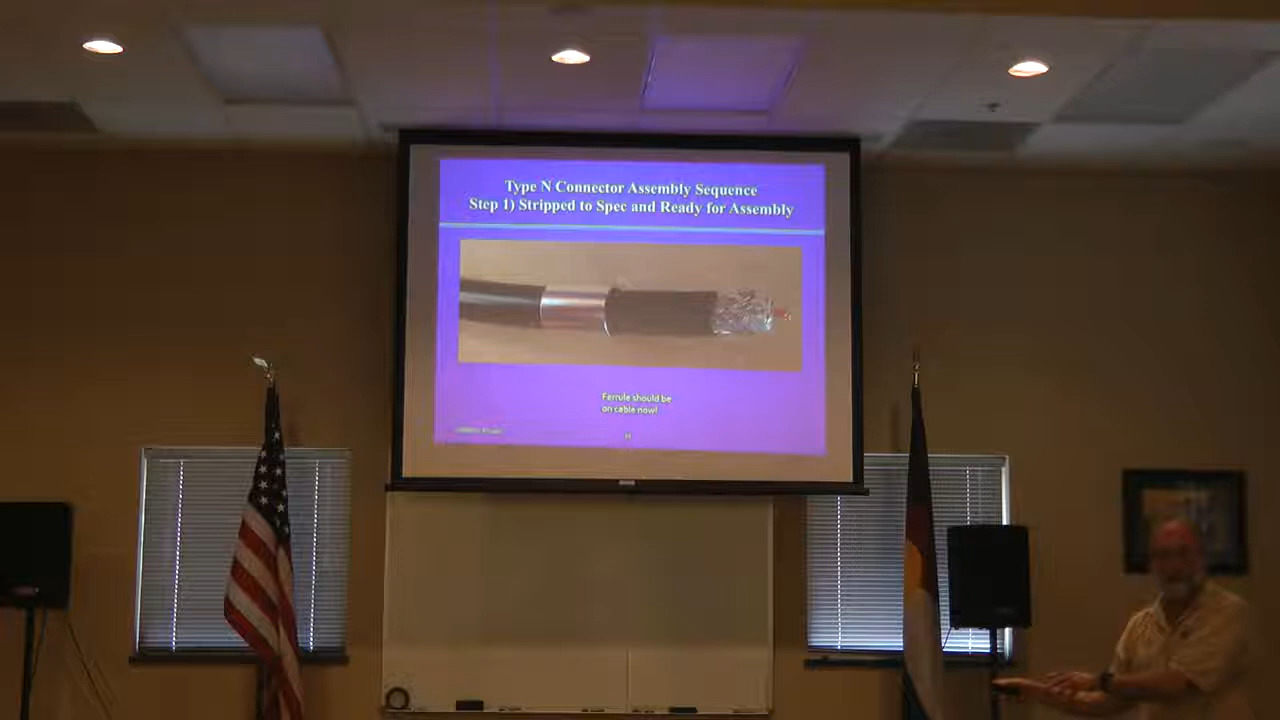 Type N Connector Assembly Sequence
Step 1) Stripped to Spec and Ready for Assembly
Ferrule should be
on cable now!